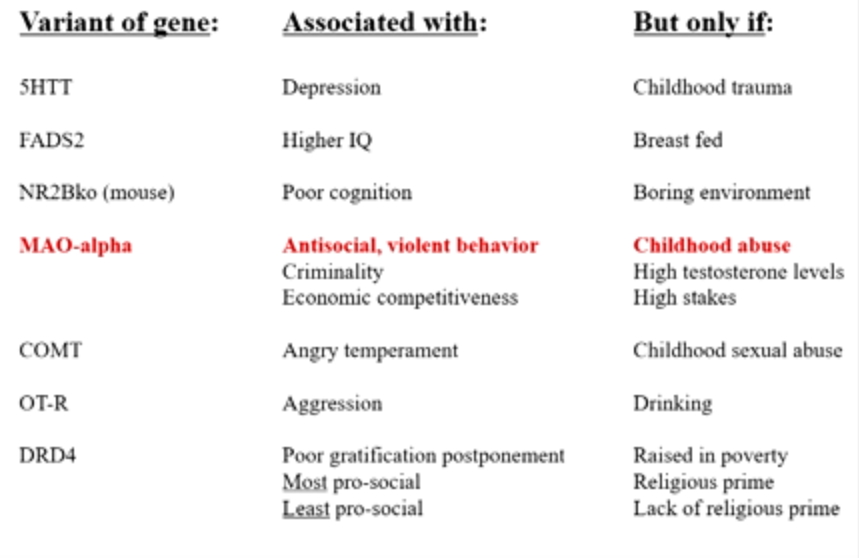 Variant of gene: Associated with: But only if:
5HTT Depression Childhood trauma
FADS2 Higher IQ Breast fed
NR2Bko (mouse) Poor cognition Boring environment
MAO-alpha Antisocial, violent behavior Childhood abuse
Criminality High testosterone levels
Economic competitiveness High stakes
COMT Angry temperament Childhood sexual abuse
OT-R Aggression Drinking
DRD4 Poor gratification postponement Raised in poverty
Most pro-social Religious prime
Least pro-social Lack of religious prime